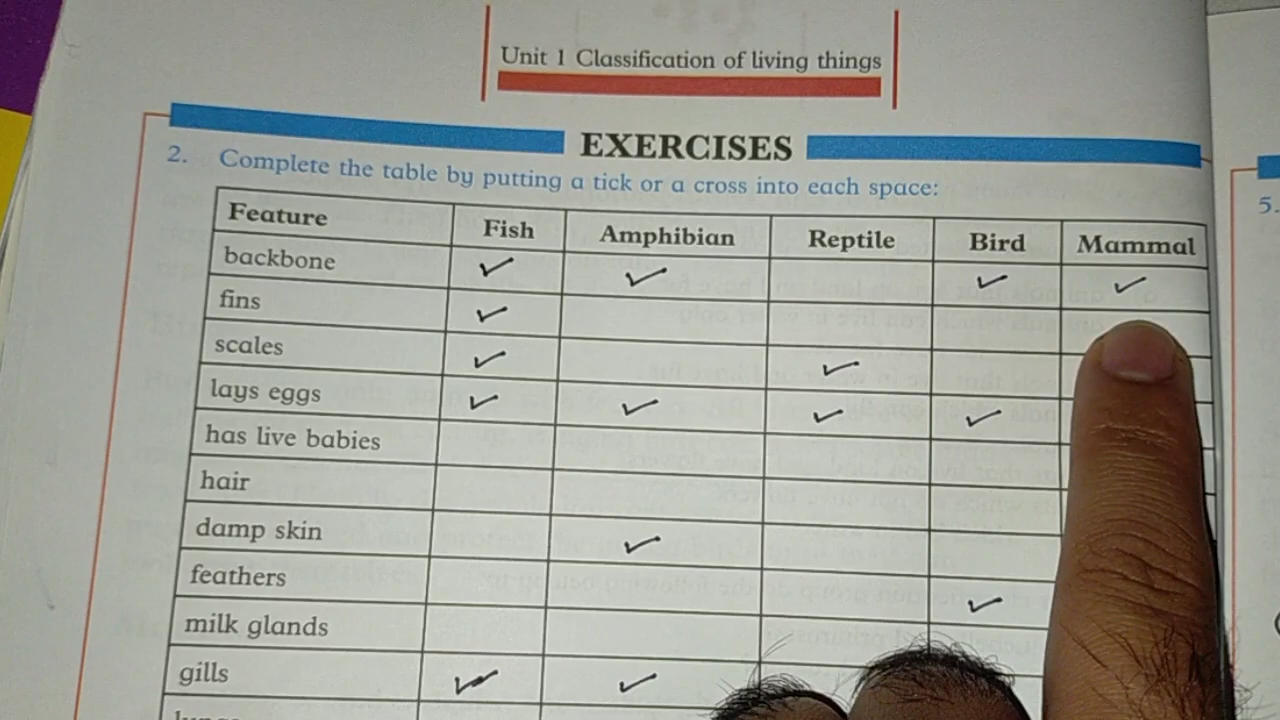 Unit 1 Classification of living things
EXERCISES
2. Complete the table by putting a tick or a cross into each space:
Feature Fish Amphibian Reptile Bird Mammal
backbone ✓ ✓ ✓ ✓
fins ✓
scales ✓ ✓
lays eggs ✓ ✓ ✓ ✓
has live babies
hair
damp skin ✓
feathers ✓
milk glands
gills ✓ ✓
5.